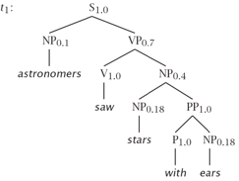 t1: S1.0
NP0.1 VP0.7
astronomers V1.0 NP0.4
saw NP0.18 PP1.0
stars P1.0 NP0.18
with ears